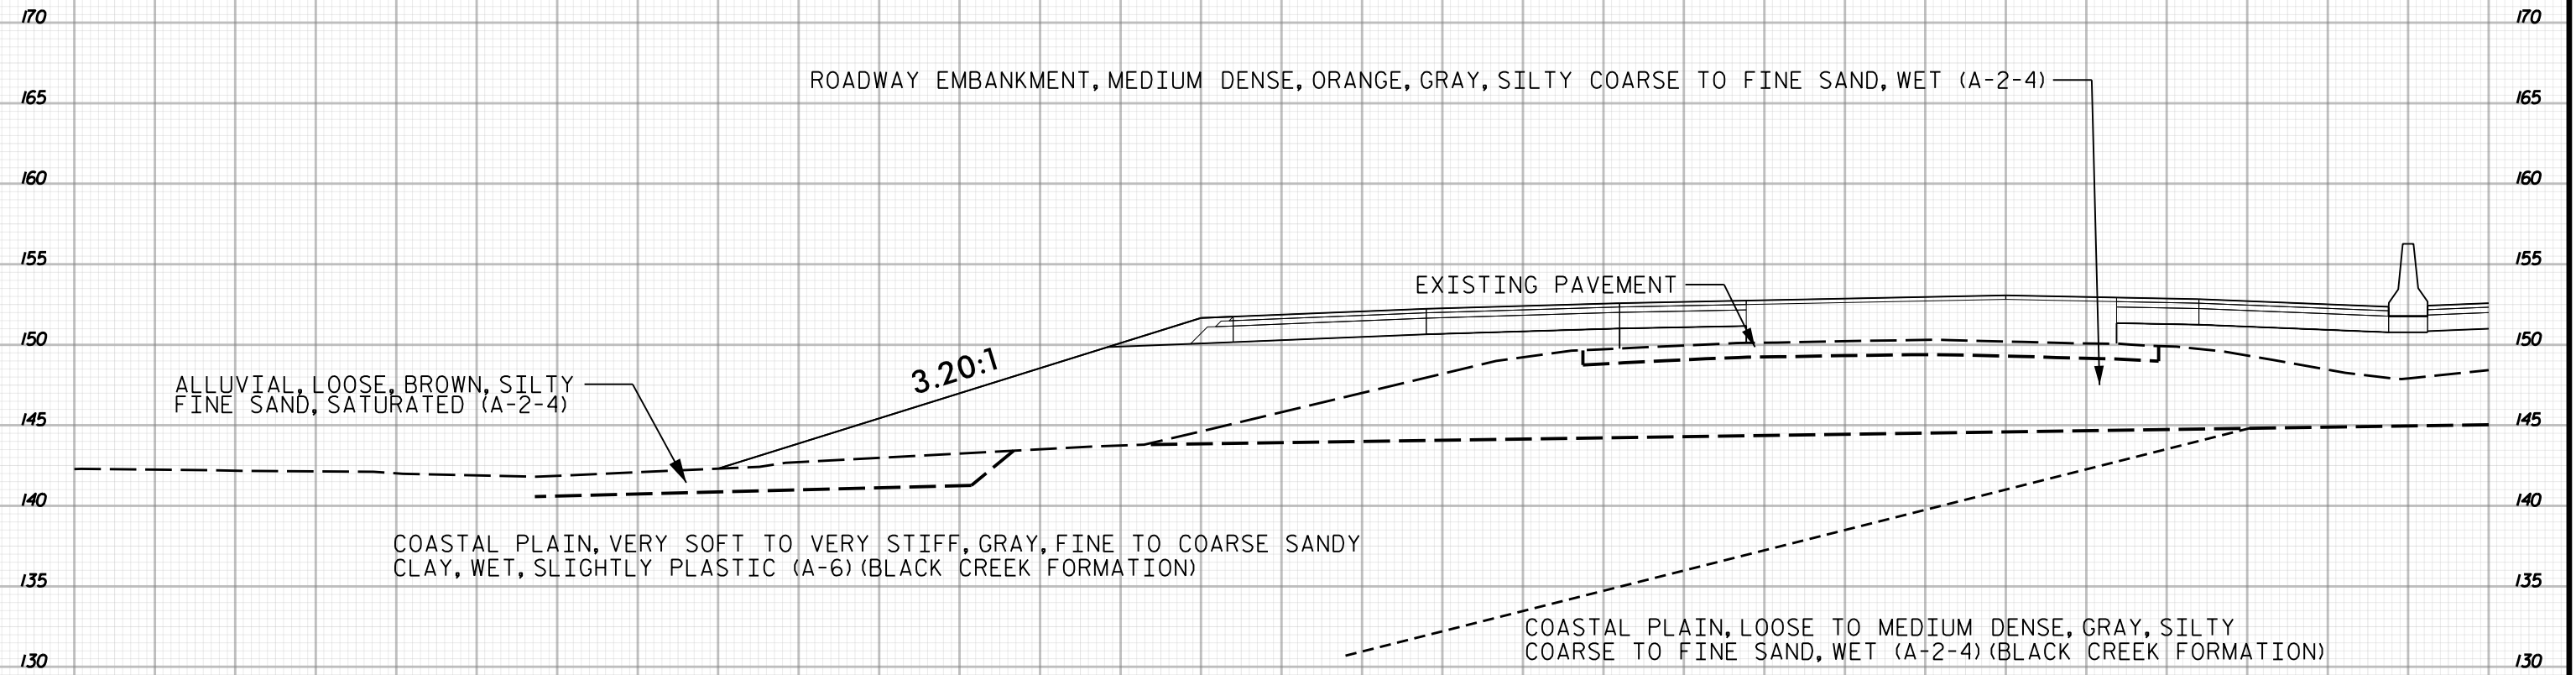 170 170
ROADWAY EMBANKMENT, MEDIUM DENSE, ORANGE, GRAY, SILTY COARSE TO FINE SAND, WET (A-2-4)
165 165
160 160
155 155
EXISTING PAVEMENT
150 150
3.20:1
ALLUVIAL, LOOSE, BROWN, SILTY
FINE SAND, SATURATED (A-2-4)
145 145
140 140
COASTAL PLAIN, VERY SOFT TO VERY STIFF, GRAY, FINE TO COARSE SANDY
CLAY, WET, SLIGHTLY PLASTIC (A-6) (BLACK CREEK FORMATION)
135 135
COASTAL PLAIN, LOOSE TO MEDIUM DENSE, GRAY, SILTY
COARSE TO FINE SAND, WET (A-2-4) (BLACK CREEK FORMATION)
130 130